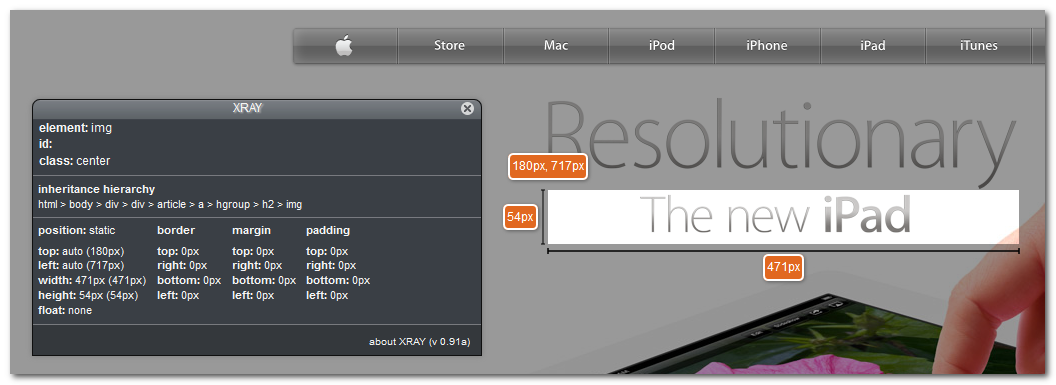 Store Mac iPod iPhone iPad iTunes
XRAY
element: img
id:
class: center
inheritance hierarchy
html > body > div > div > article > a > hgroup > h2 > img
position: static border margin padding
top: auto (180px) top: 0px top: 0px top: 0px
left: auto (717px) right: 0px right: 0px right: 0px
width: 471px (471px) bottom: 0px bottom: 0px bottom: 0px
height: 54px (54px) left: 0px left: 0px left: 0px
float: none
about XRAY (v 0.91a)
Resolutionary
180px, 717px
54px
The new iPad
471px